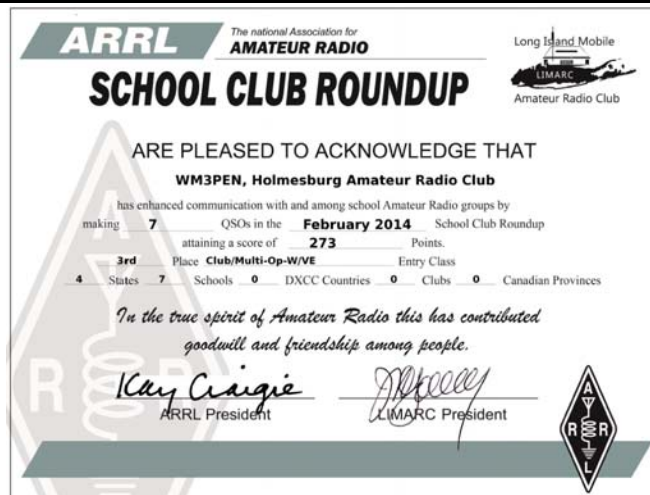 ARRL
The national Association for
AMATEUR RADIO
Long Island Mobile
LIMARC
Amateur Radio Club
SCHOOL CLUB ROUNDUP
ARE PLEASED TO ACKNOWLEDGE THAT
WM3PEN, Holmesburg Amateur Radio Club
has enhanced communication with and among school Amateur Radio groups by
making 7 QSOs in the February 2014 School Club Roundup
attaining a score of 273 Points.
3rd Place Club/Multi-Op-W/VE Entry Class
4 States 7 Schools 0 DXCC Countries 0 Clubs 0 Canadian Provinces
In the true spirit of Amateur Radio this has contributed
goodwill and friendship among people.
Kay Craigie
ARRL President
LIMARC President
A
R R
L
A
R R